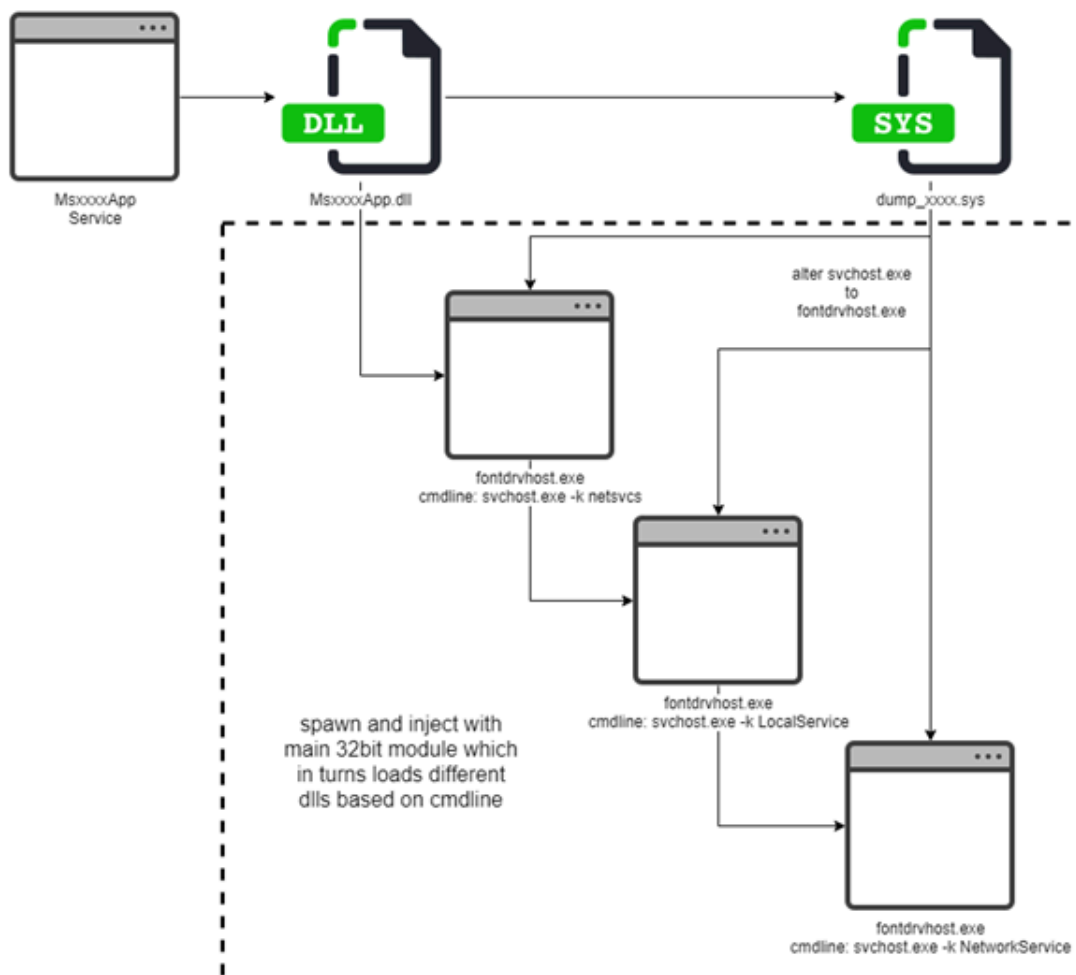 DLL
SYS
MsxxxxApp
Service
MsxxxxApp.dll
dump_xxxx.sys
alter svchost.exe
to
fontdrvhost.exe
fontdrvhost.exe
cmdline: svchost.exe -k netsvcs
fontdrvhost.exe
cmdline: svchost.exe -k LocalService
spawn and inject with
main 32bit module which
in turns loads different
dlls based on cmdline
fontdrvhost.exe
cmdline: svchost.exe -k NetworkService